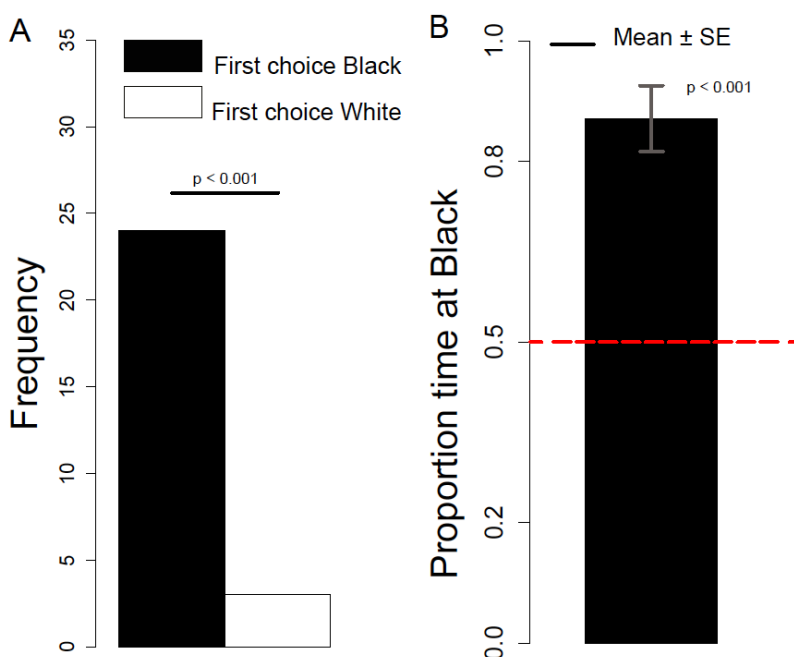 A
35
30
25
20
15
10
5
0
Frequency
First choice Black
First choice White
p < 0.001
B
1.0
0.8
0.5
0.2
0.0
Proportion time at Black
Mean ± SE
p < 0.001